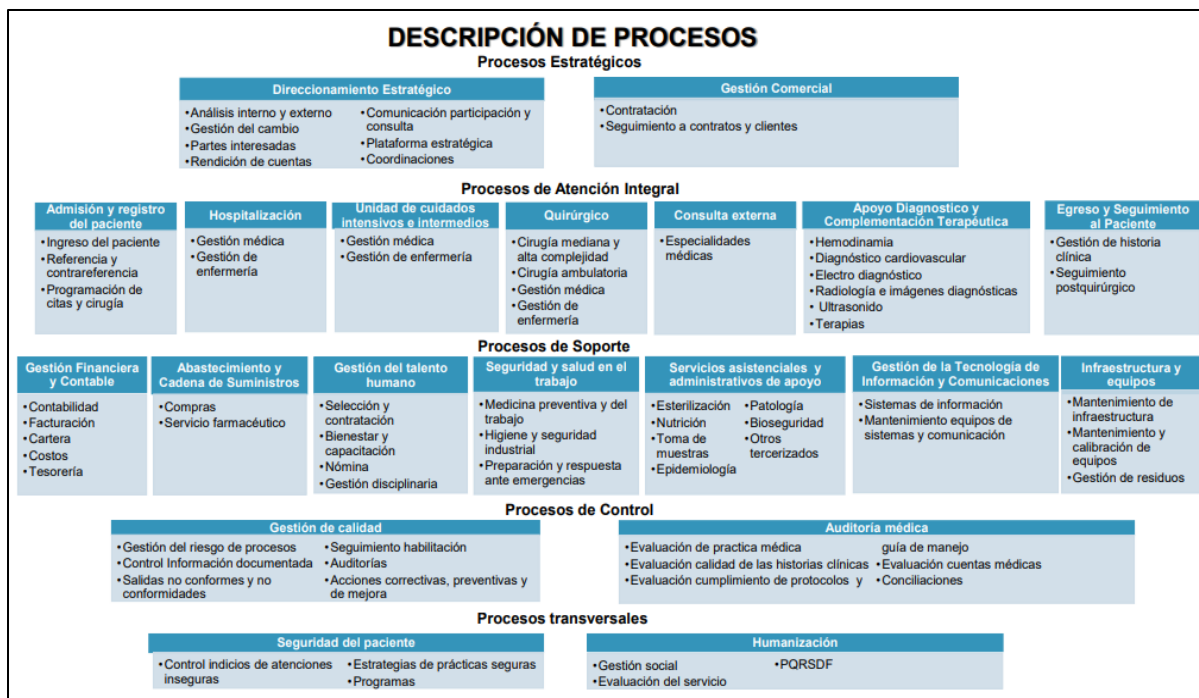 DESCRIPCIÓN DE PROCESOS
Procesos Estratégicos
Direccionamiento Estratégico
•Análisis interno y externo
•Gestión del cambio
•Partes interesadas
•Rendición de cuentas
•Comunicación participación y
consulta
•Plataforma estratégica
•Coordinaciones
Gestión Comercial
•Contratación
•Seguimiento a contratos y clientes
Procesos de Atención Integral
Admisión y registro
del paciente
•Ingreso del paciente
•Referencia y
contrareferencia
•Programación de
citas y cirugía
Hospitalización
•Gestión médica
•Gestión de
enfermería
Unidad de cuidados
intensivos e intermedios
•Gestión médica
•Gestión de enfermería
Quirúrgico
•Cirugía mediana y
alta complejidad
•Cirugía ambulatoria
•Gestión médica
•Gestión de
enfermería
Consulta externa
•Especialidades
médicas
Apoyo Diagnostico y
Complementación Terapéutica
•Hemodinamia
•Diagnóstico cardiovascular
•Electro diagnóstico
•Radiología e imágenes diagnósticas
• Ultrasonido
•Terapias
Egreso y Seguimiento
al Paciente
•Gestión de historia
clínica
•Seguimiento
postquirúrgico
Procesos de Soporte
Gestión Financiera
y Contable
•Contabilidad
•Facturación
•Cartera
•Costos
•Tesorería
Abastecimiento y
Cadena de Suministros
•Compras
•Servicio farmacéutico
Gestión del talento
humano
•Selección y
contratación
•Bienestar y
capacitación
•Nómina
•Gestión disciplinaria
Seguridad y salud en el
trabajo
•Medicina preventiva y del
trabajo
•Higiene y seguridad
industrial
•Preparación y respuesta
ante emergencias
Servicios asistenciales y
administrativos de apoyo
•Esterilización
•Nutrición
•Toma de
muestras
•Epidemiología
•Patología
•Bioseguridad
•Otros
tercerizados
Gestión de la Tecnología de
Información y Comunicaciones
•Sistemas de información
•Mantenimiento equipos de
sistemas y comunicación
Infraestructura y
equipos
•Mantenimiento de
infraestructura
•Mantenimiento y
calibración de
equipos
•Gestión de residuos
Procesos de Control
Gestión de calidad
•Gestión del riesgo de procesos
•Control Información documentada
•Salidas no conformes y no
conformidades
•Seguimiento habilitación
•Auditorías
•Acciones correctivas, preventivas y
de mejora
Auditoría médica
•Evaluación de practica médica
•Evaluación calidad de las historias clínicas
•Evaluación cumplimiento de protocolos y
guía de manejo
•Evaluación cuentas médicas
•Conciliaciones
Procesos transversales
Seguridad del paciente
•Control indicios de atenciones
inseguras
•Estrategias de prácticas seguras
•Programas
Humanización
•Gestión social
•Evaluación del servicio
•PQRSDF